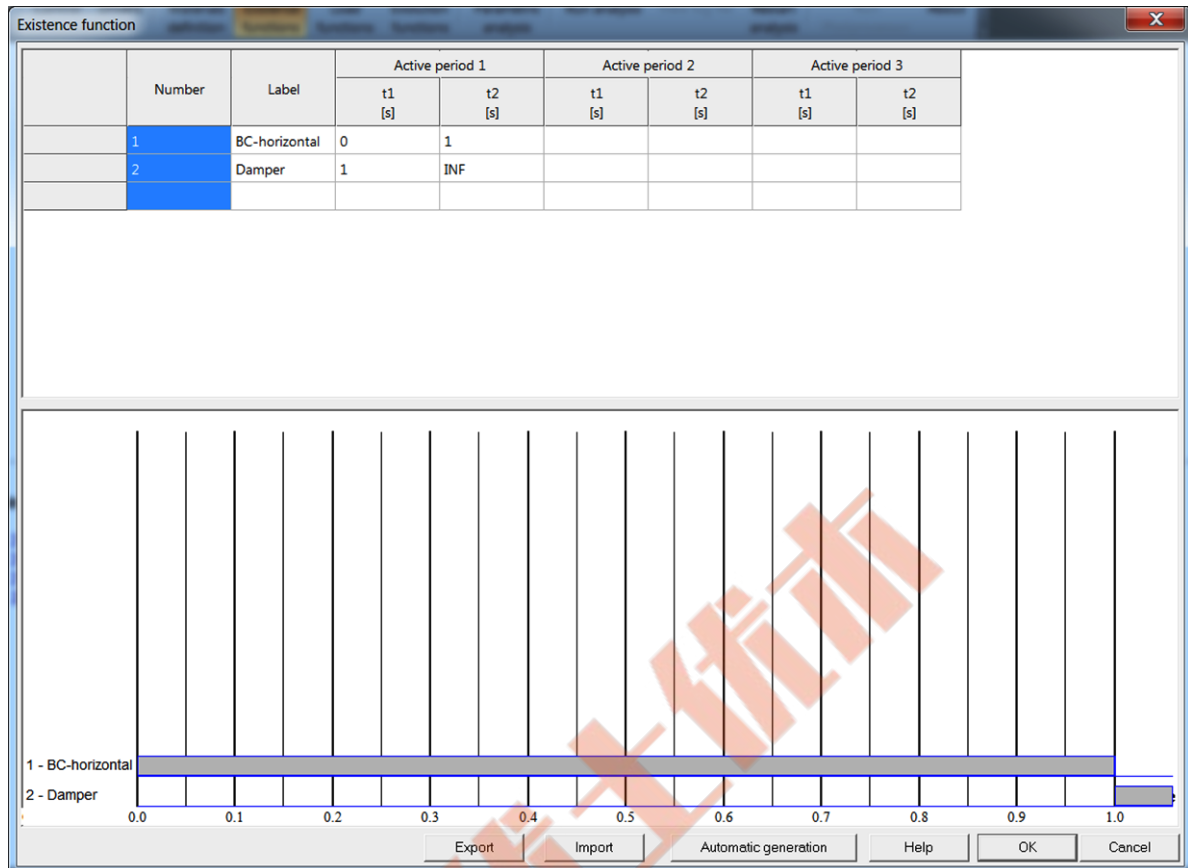 Existence function
Active period 1 Active period 2 Active period 3
Number Label t1 t2 t1 t2 t1 t2
[s] [s] [s] [s] [s] [s]
1 BC-horizontal 0 1
2 Damper 1 INF
1 - BC-horizontal
2 - Damper
0.0 0.1 0.2 0.3 0.4 0.5 0.6 0.7 0.8 0.9 1.0
Export Import Automatic generation Help OK Cancel